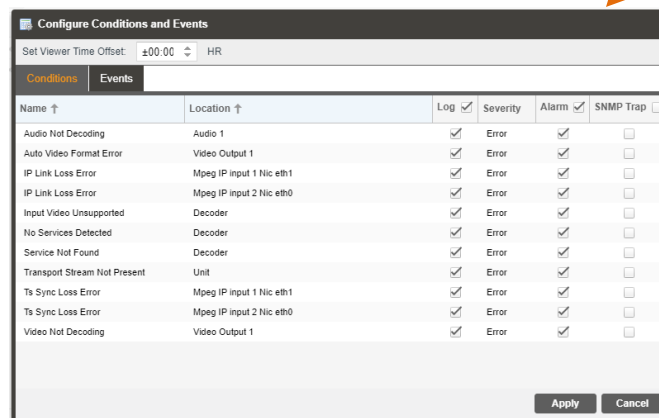 Configure Conditions and Events
Set Viewer Time Offset: ±00:00 HR
Conditions Events
Name ↑ Location ↑ Log Severity Alarm SNMP Trap
Audio Not Decoding Audio 1 Error
Auto Video Format Error Video Output 1 Error
IP Link Loss Error Mpeg IP input 1 Nic eth1 Error
IP Link Loss Error Mpeg IP input 2 Nic eth0 Error
Input Video Unsupported Decoder Error
No Services Detected Decoder Error
Service Not Found Decoder Error
Transport Stream Not Present Unit Error
Ts Sync Loss Error Mpeg IP input 1 Nic eth1 Error
Ts Sync Loss Error Mpeg IP input 2 Nic eth0 Error
Video Not Decoding Video Output 1 Error
Apply Cancel